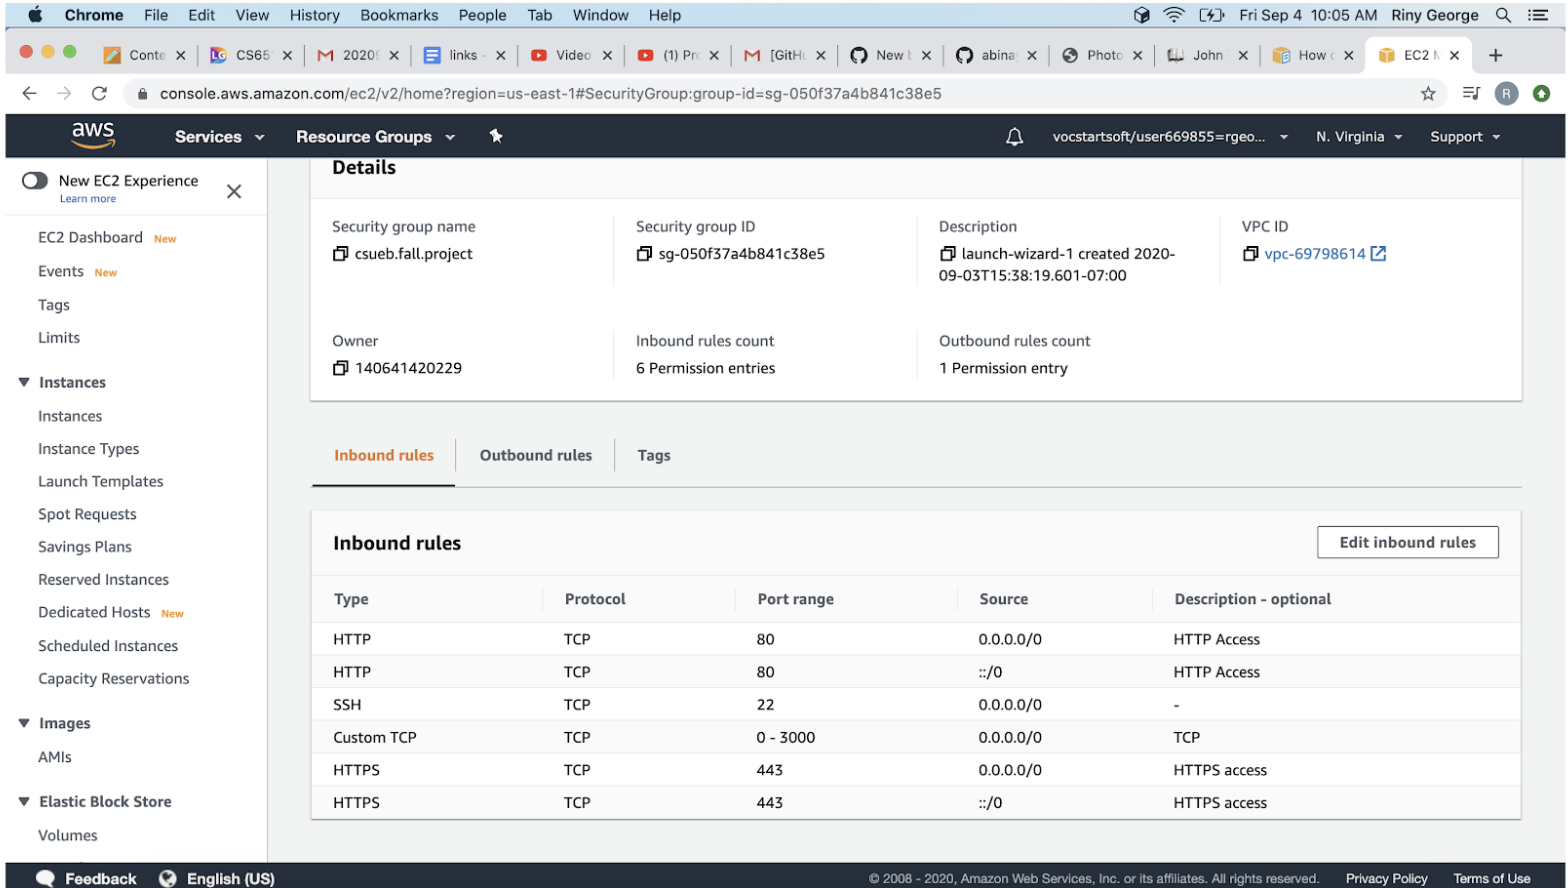 Chrome File Edit View History Bookmarks People Tab Window Help Fri Sep 4 10:05 AM Riny George
Conte CS65 M 2020 links - Video (1) Pro [GitHu New b abina Photo John How c EC2 M
console.aws.amazon.com/ec2/v2/home?region=us-east-1#SecurityGroup:group-id=sg-050f37a4b841c38e5 R
aws Services Resource Groups vocstartsoft/user669855=rgeo... N. Virginia Support
New EC2 Experience
Learn more
EC2 Dashboard New
Events New
Tags
Limits
Instances
Instances
Instance Types
Launch Templates
Spot Requests
Savings Plans
Reserved Instances
Dedicated Hosts New
Scheduled Instances
Capacity Reservations
Images
AMIs
Elastic Block Store
Volumes
Details
Security group name
csueb.fall.project
Security group ID
sg-050f37a4b841c38e5
Description
launch-wizard-1 created 2020-
09-03T15:38:19.601-07:00
VPC ID
vpc-69798614
Owner
140641420229
Inbound rules count
6 Permission entries
Outbound rules count
1 Permission entry
Inbound rules Outbound rules Tags
Inbound rules Edit inbound rules
Type Protocol Port range Source Description - optional
HTTP TCP 80 0.0.0.0/0 HTTP Access
HTTP TCP 80 ::/0 HTTP Access
SSH TCP 22 0.0.0.0/0 -
Custom TCP TCP 0 - 3000 0.0.0.0/0 TCP
HTTPS TCP 443 0.0.0.0/0 HTTPS access
HTTPS TCP 443 ::/0 HTTPS access
Feedback English (US) © 2008 - 2020, Amazon Web Services, Inc. or its affiliates. All rights reserved. Privacy Policy Terms of Use